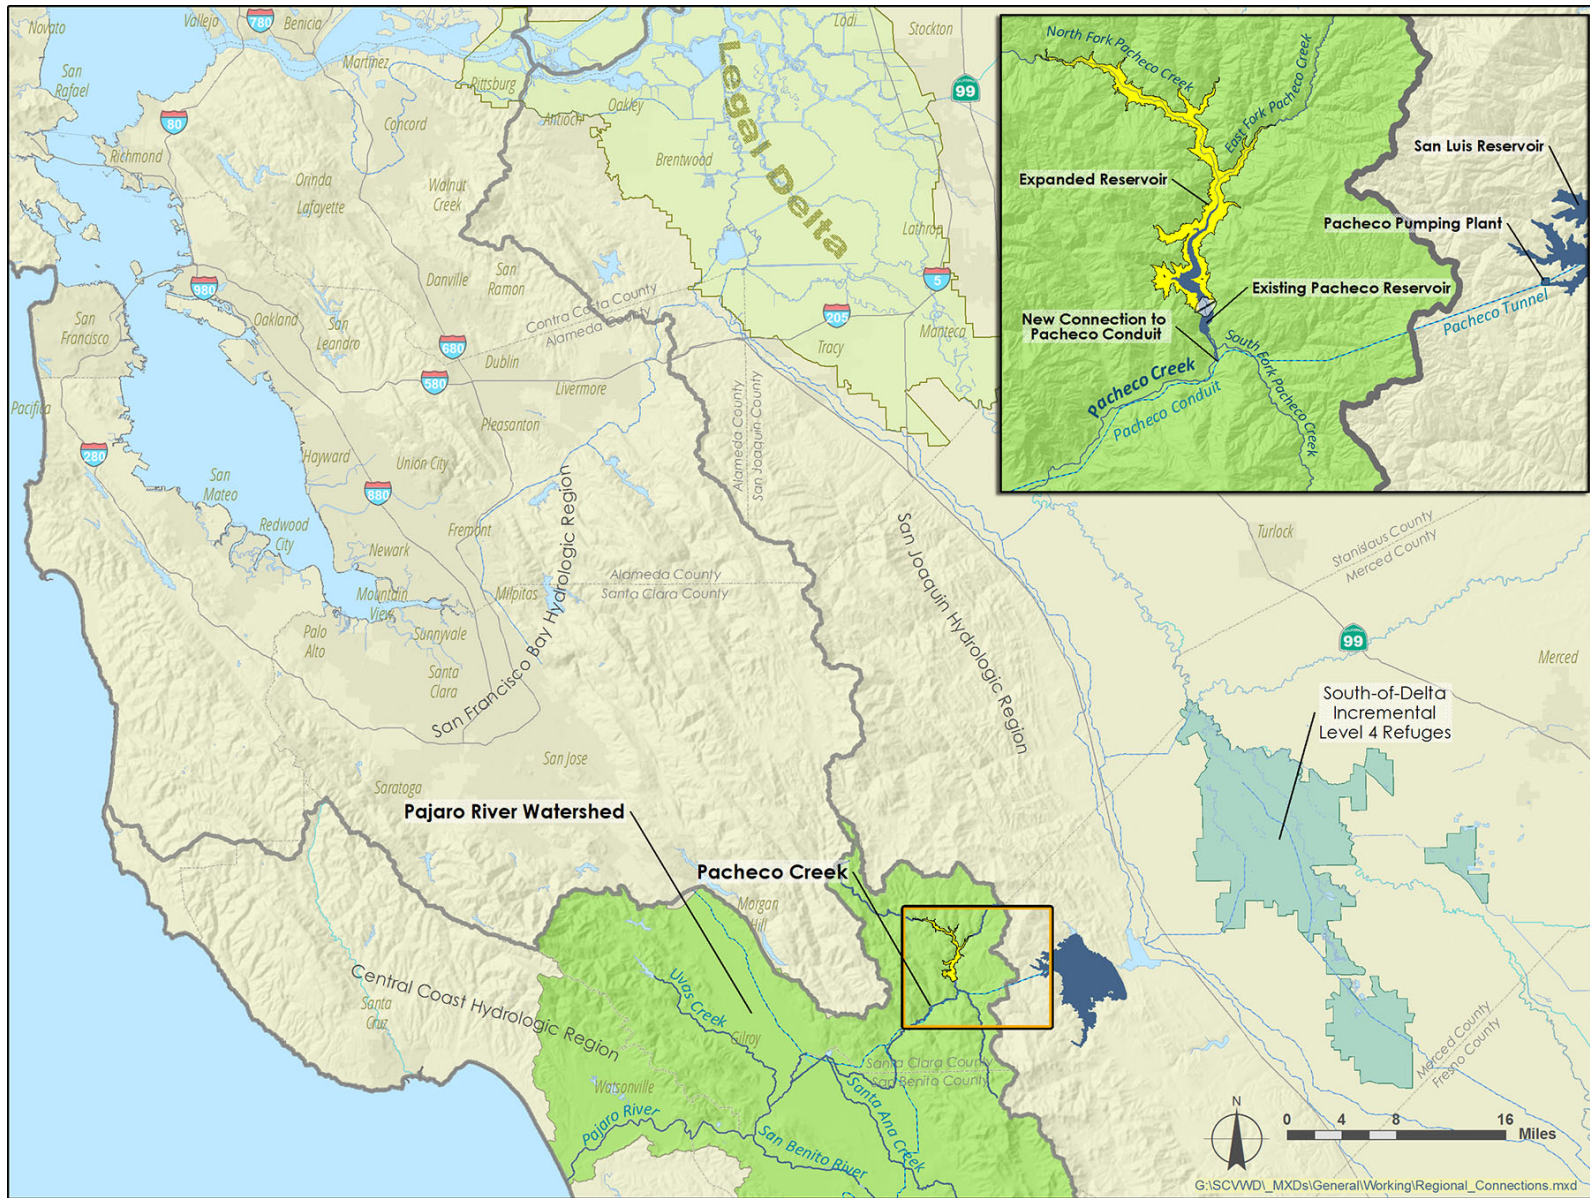 Novato
Vallejo
780
Benicia
Lodi
Stockton
San
Rafael
Martinez
Pittsburg
99
80
Concord
Antioch
Oakley
Legal Delta
Richmond
Brentwood
Orinda
Lafayette
Walnut
Creek
Lathrop
Danville
San
Ramon
980
5
Contra Costa County
Alameda County
205
Manteca
San
Francisco
Oakland
San
Leandro
680
Dublin
Tracy
580
Livermore
Pacifica
Alameda County
San Joaquin County
Pleasanton
280
Hayward
Union City
880
San
Mateo
Redwood
City
Fremont
Newark
San Francisco Bay Hydrologic Region
San Joaquin Hydrologic Region
Alameda County
Santa Clara County
Mountain
View
Milpitas
Palo
Alto
Sunnyvale
Santa
Clara
San Jose
Saratoga
Turlock
Stanislaus County
Merced County
99
Merced
South-of-Delta
Incremental
Level 4 Refuges
Pajaro River Watershed
Pacheco Creek
Morgan
Hill
Central Coast Hydrologic Region
Santa
Cruz
Uvas Creek
Gilroy
Santa Clara County
San Benito County
Watsonville
Pajaro River
San Benito River
Santa Ana Creek
Merced County
Fresno County
North Fork Pacheco Creek
East Fork Pacheco Creek
San Luis Reservoir
Expanded Reservoir
Pacheco Pumping Plant
Existing Pacheco Reservoir
New Connection to
Pacheco Conduit
Pacheco Tunnel
South Fork Pacheco Creek
Pacheco Creek
Pacheco Conduit
N
0 4 8 16
Miles
G:\SCVWD\_MXDs\General\Working\Regional_Connections.mxd